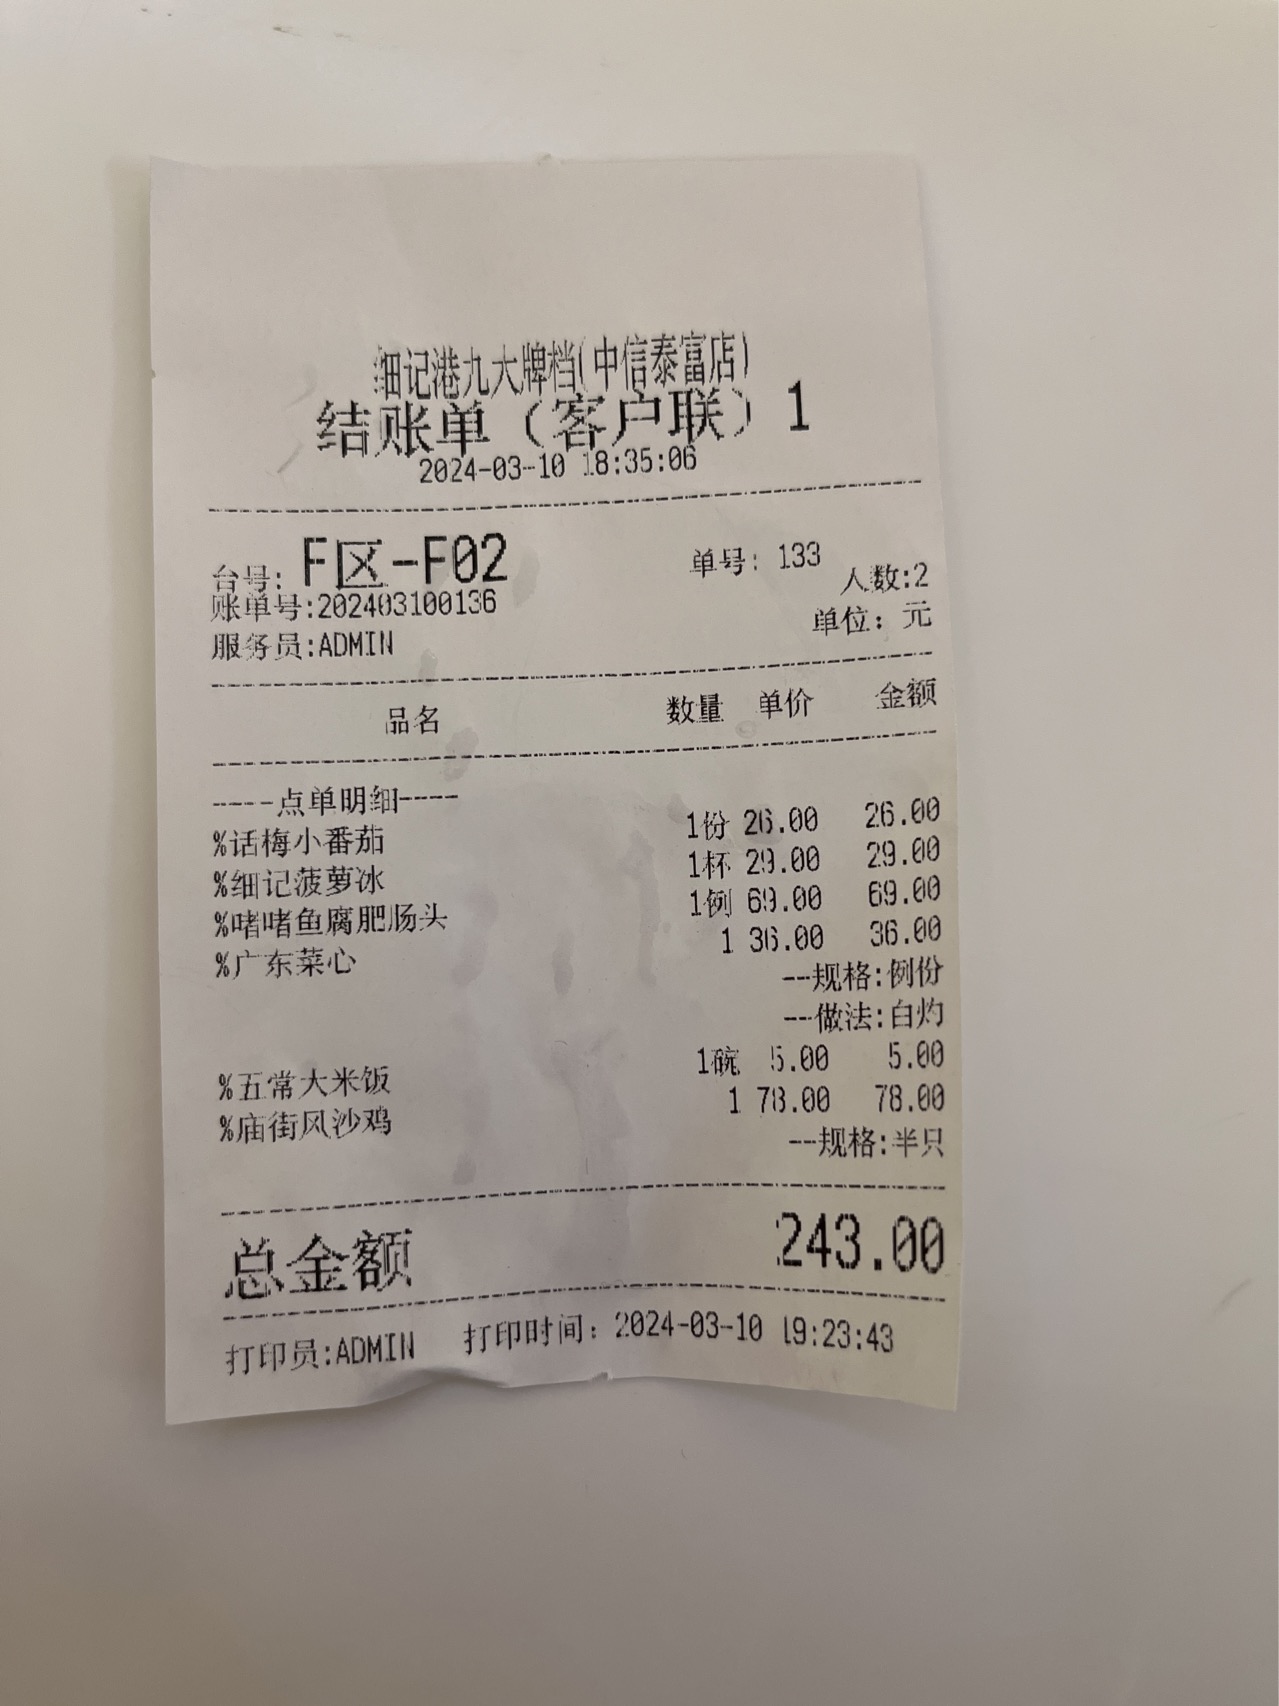 细记港九大牌档(中信泰富店)
结账单（客户联）1
2024-03-10 18:35:06
台号: F区-F02 单号: 133
账单号:202403100136 人数:2
服务员:ADMIN 单位: 元
品名 数量 单价 金额
----点单明细----
%话梅小番茄 1份 26.00 26.00
%细记菠萝冰 1杯 29.00 29.00
%啫啫鱼腐肥肠头 1例 69.00 69.00
%广东菜心 1 36.00 36.00
--规格:例份
--做法:白灼
%五常大米饭 1碗 5.00 5.00
%庙街风沙鸡 1 78.00 78.00
--规格:半只
总金额 243.00
打印员:ADMIN 打印时间: 2024-03-10 19:23:43